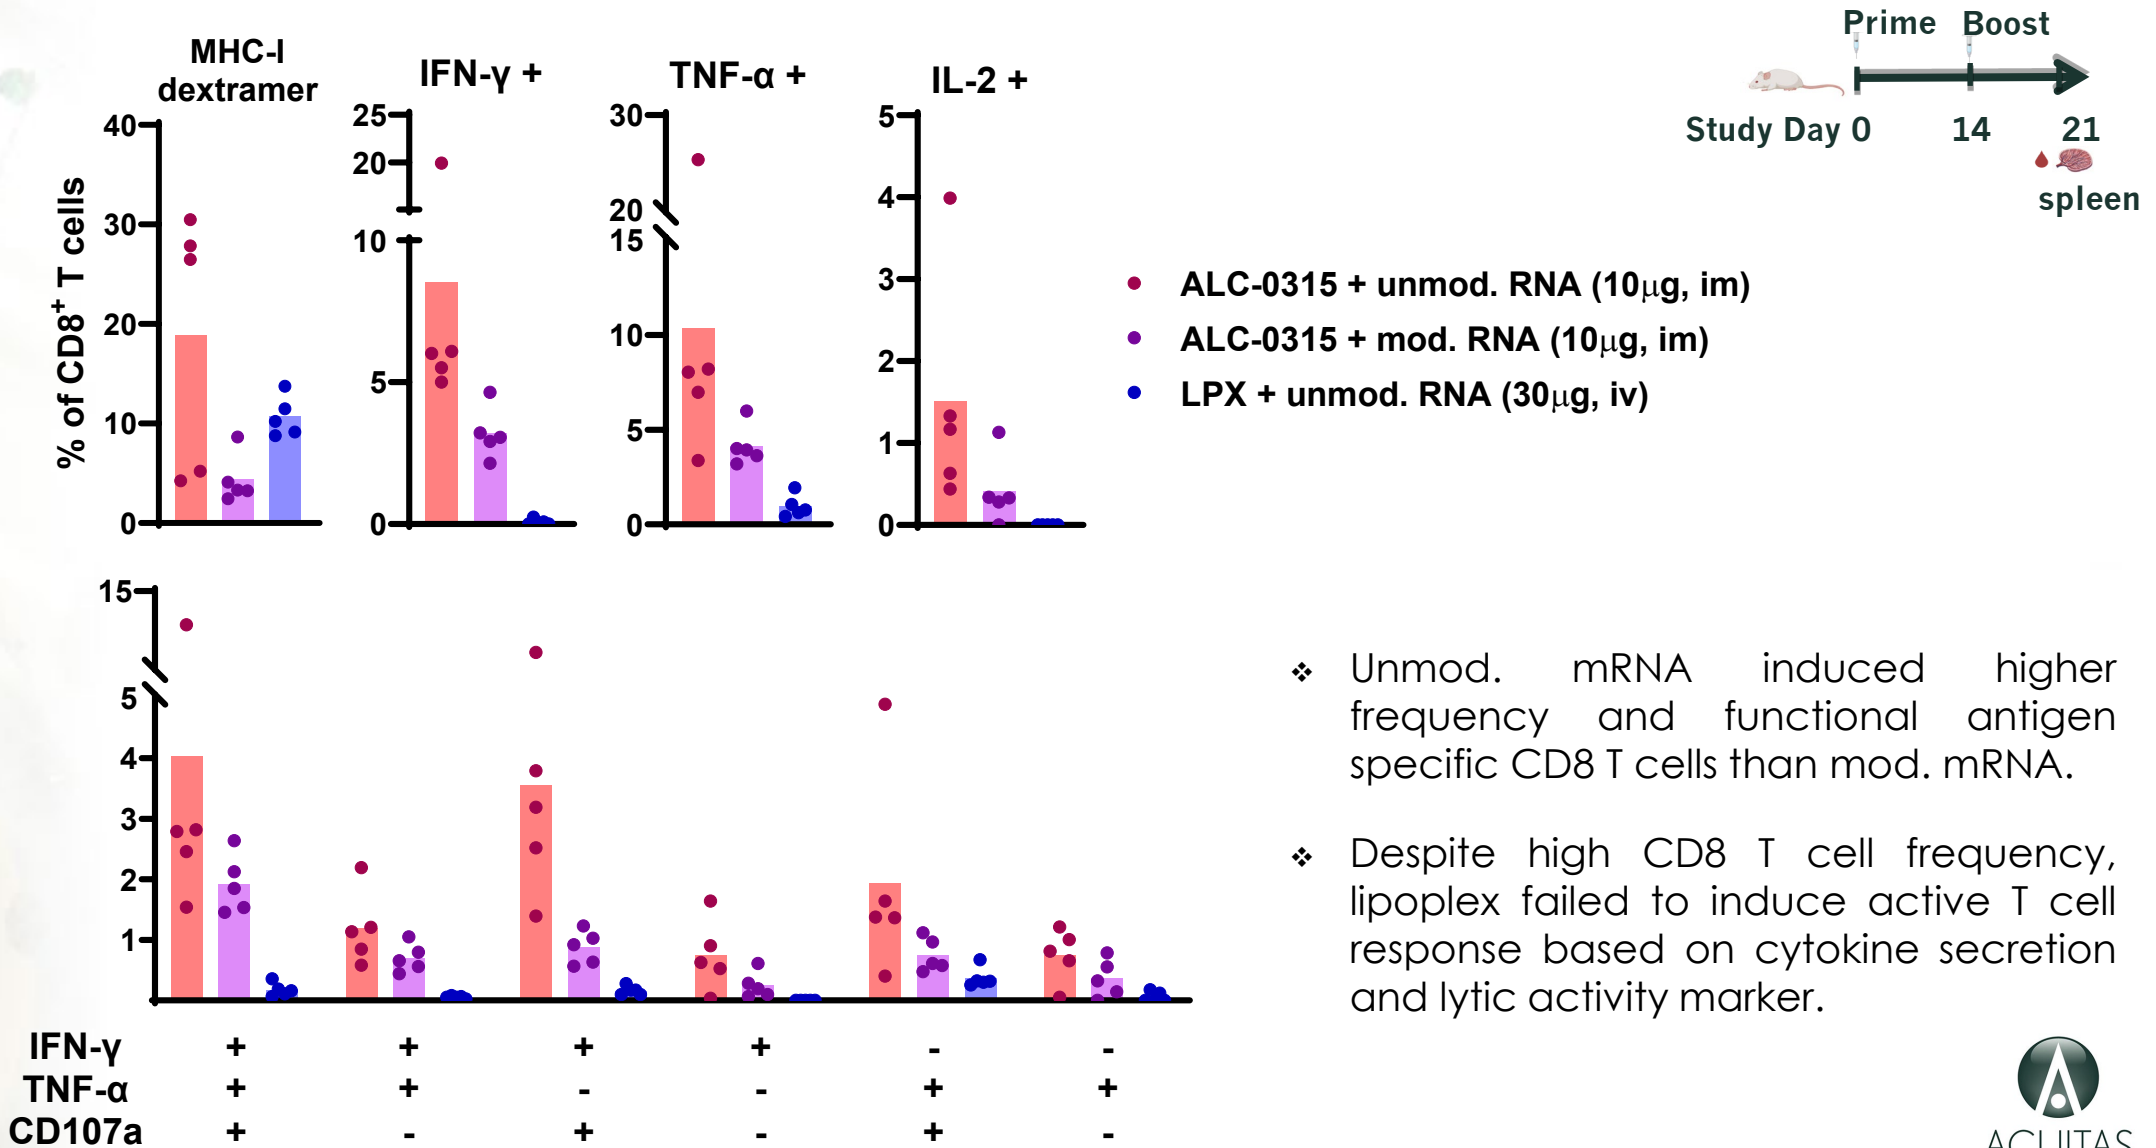 MHC-I
dextramer
IFN-γ +
TNF-α +
IL-2 +
% of CD8+ T cells
40
30
20
10
0
25
20
10
5
0
30
20
15
10
5
0
5
4
3
2
1
0
Prime Boost
Study Day 0 14 21
spleen
ALC-0315 + unmod. RNA (10μg, im)
ALC-0315 + mod. RNA (10μg, im)
LPX + unmod. RNA (30μg, iv)
15
5
4
3
2
1
IFN-γ + + + + - -
TNF-α + + - - + +
CD107a + - + - + -
❖ Unmod. mRNA induced higher
frequency and functional antigen
specific CD8 T cells than mod. mRNA.
❖ Despite high CD8 T cell frequency,
lipoplex failed to induce active T cell
response based on cytokine secretion
and lytic activity marker.
ACUITAS